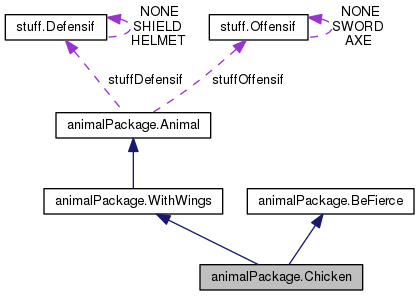 NONE
SHIELD
HELMET
stuff.Defensif
NONE
SWORD
AXE
stuff.Offensif
stuffDefensif
stuffOffensif
animalPackage.Animal
animalPackage.WithWings
animalPackage.BeFierce
animalPackage.Chicken